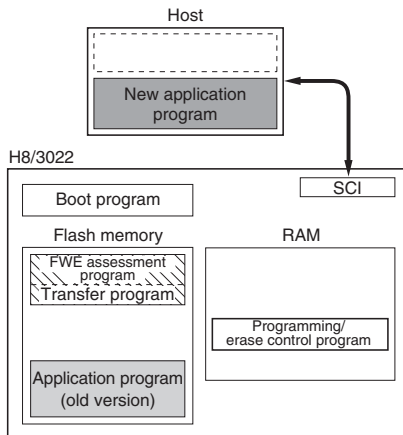 Host
New application
program
H8/3022
SCI
Boot program
Flash memory
FWE assessment
program
Transfer program
Application program
(old version)
RAM
Programming/
erase control program